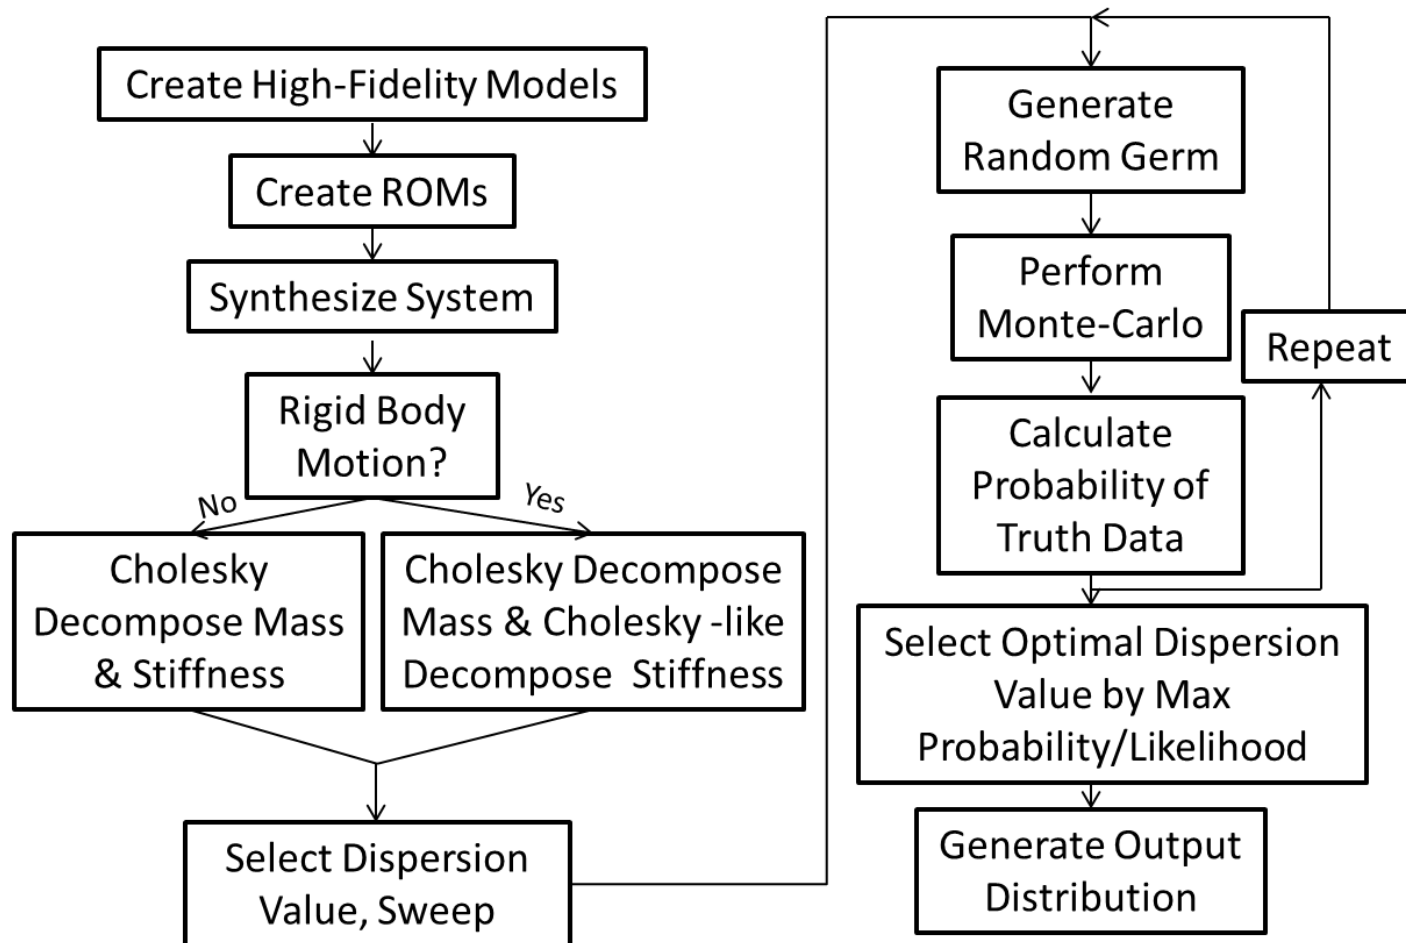 Create High-Fidelity Models
Create ROMs
Synthesize System
Rigid Body
Motion?
No
Yes
Cholesky
Decompose Mass
& Stiffness
Cholesky Decompose
Mass & Cholesky -like
Decompose Stiffness
Select Dispersion
Value, Sweep
Generate
Random Germ
Perform
Monte-Carlo
Repeat
Calculate
Probability of
Truth Data
Select Optimal Dispersion
Value by Max
Probability/Likelihood
Generate Output
Distribution